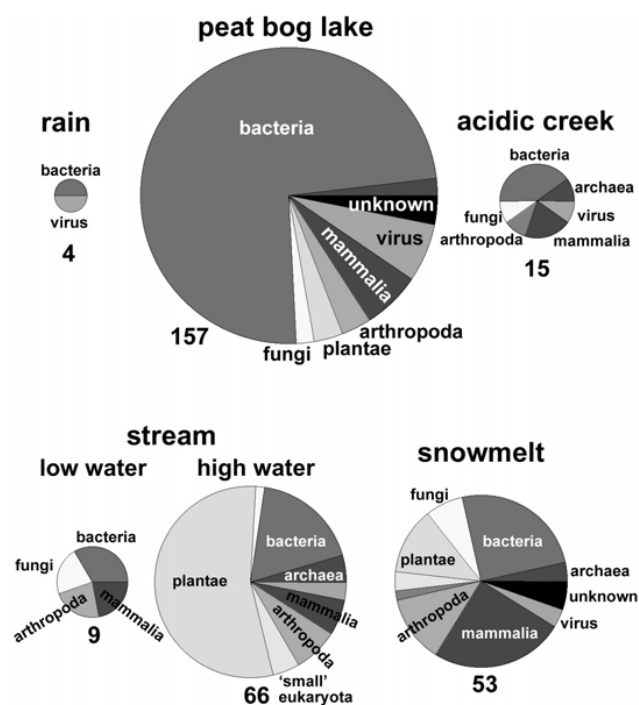 peat bog lake
rain
bacteria
virus
4
bacteria
unknown
virus
mammalia
arthropoda
plantae
fungi
157
acidic creek
bacteria
archaea
fungi
virus
arthropoda
mammalia
15
stream
low water
high water
bacteria
fungi
arthropoda
mammalia
9
bacteria
plantae
archaea
mammalia
arthropoda
'small'
eukaryota
66
snowmelt
fungi
bacteria
plantae
archaea
unknown
arthropoda
virus
mammalia
53